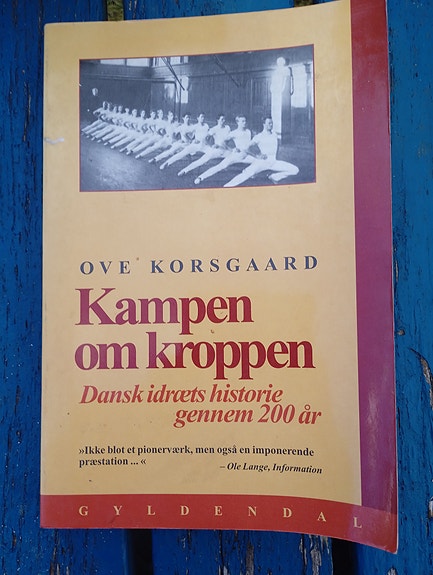 OVE KORSGAARD
Kampen
om kroppen
Dansk idræts historie
gennem 200 år
»Ikke blot et pionerværk, men også en imponerende
præstation ... «
– Ole Lange, Information
GYLDENDAL